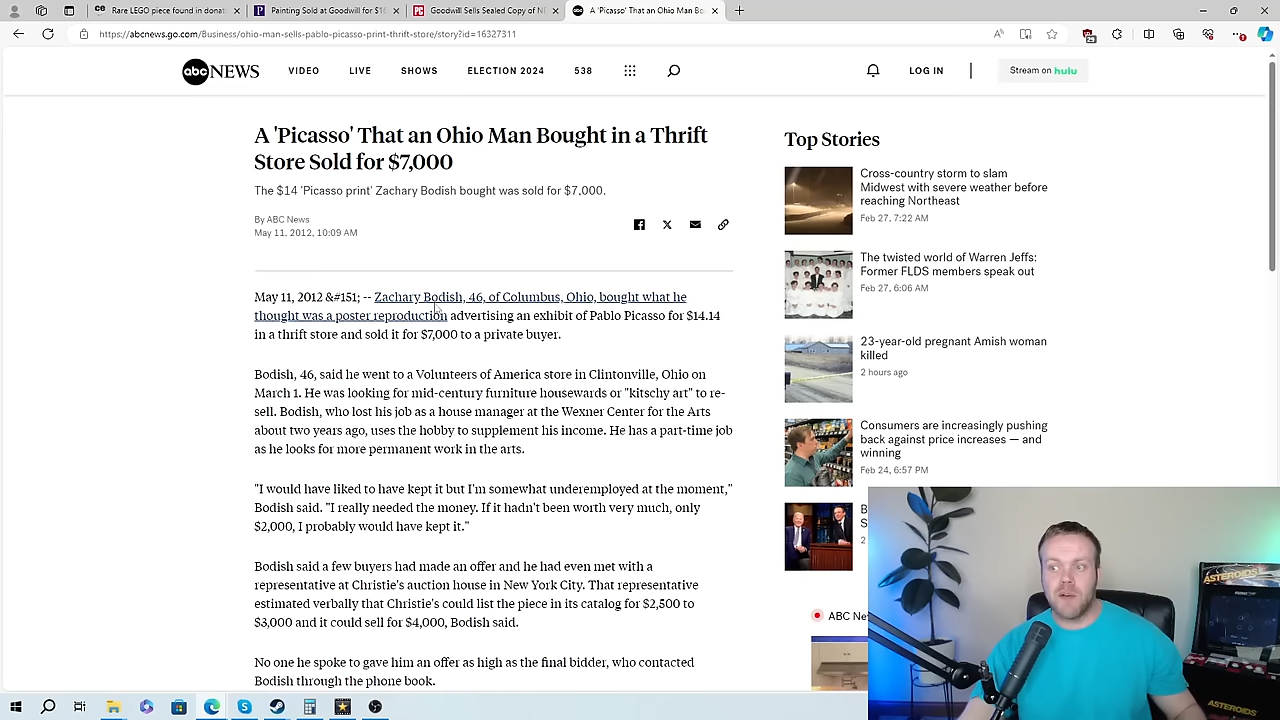 Rare LEGO piece found in donat
Painting Sold at Goodwill for $1
Goodwill Sells Sealed Copy of NE
A 'Picasso' That an Ohio Man Bo
https://abcnews.go.com/Business/ohio-man-sells-pablo-picasso-print-thrift-store/story?id=16327311
abc NEWS VIDEO LIVE SHOWS ELECTION 2024 538 LOG IN Stream on hulu
A 'Picasso' That an Ohio Man Bought in a Thrift
Store Sold for $7,000
The $14 'Picasso print' Zachary Bodish bought was sold for $7,000.
By ABC News
May 11, 2012, 10:09 AM
May 11, 2012 &#151; -- Zachary Bodish, 46, of Columbus, Ohio, bought what he
thought was a poster reproduction advertising an exhibit of Pablo Picasso for $14.14
in a thrift store and sold it for $7,000 to a private buyer.
Bodish, 46, said he went to a Volunteers of America store in Clintonville, Ohio on
March 1. He was looking for mid-century furniture housewards or "kitschy art" to re-
sell. Bodish, who lost his job as a house manager at the Wexner Center for the Arts
about two years ago, uses the hobby to supplement his income. He has a part-time job
as he looks for more permanent work in the arts.
"I would have liked to have kept it but I'm somewhat underemployed at the moment,"
Bodish said. "I really needed the money. If it hadn't been worth very much, only
$2,000, I probably would have kept it."
Bodish said a few buyers had made an offer and he had even met with a
representative at Christie's auction house in New York City. That representative
estimated verbally that Christie's could list the piece in its catalog for $2,500 to
$3,000 and it could sell for $4,000, Bodish said.
No one he spoke to gave him an offer as high as the final bidder, who contacted
Bodish through the phone book.
Top Stories
Cross-country storm to slam
Midwest with severe weather before
reaching Northeast
Feb 27, 7:22 AM
The twisted world of Warren Jeffs:
Former FLDS members speak out
Feb 27, 6:06 AM
23-year-old pregnant Amish woman
killed
2 hours ago
Consumers are increasingly pushing
back against price increases — and
winning
Feb 24, 6:57 PM
B
S
2
ABC Ne
ASTEROIDS
ASTEROIDS